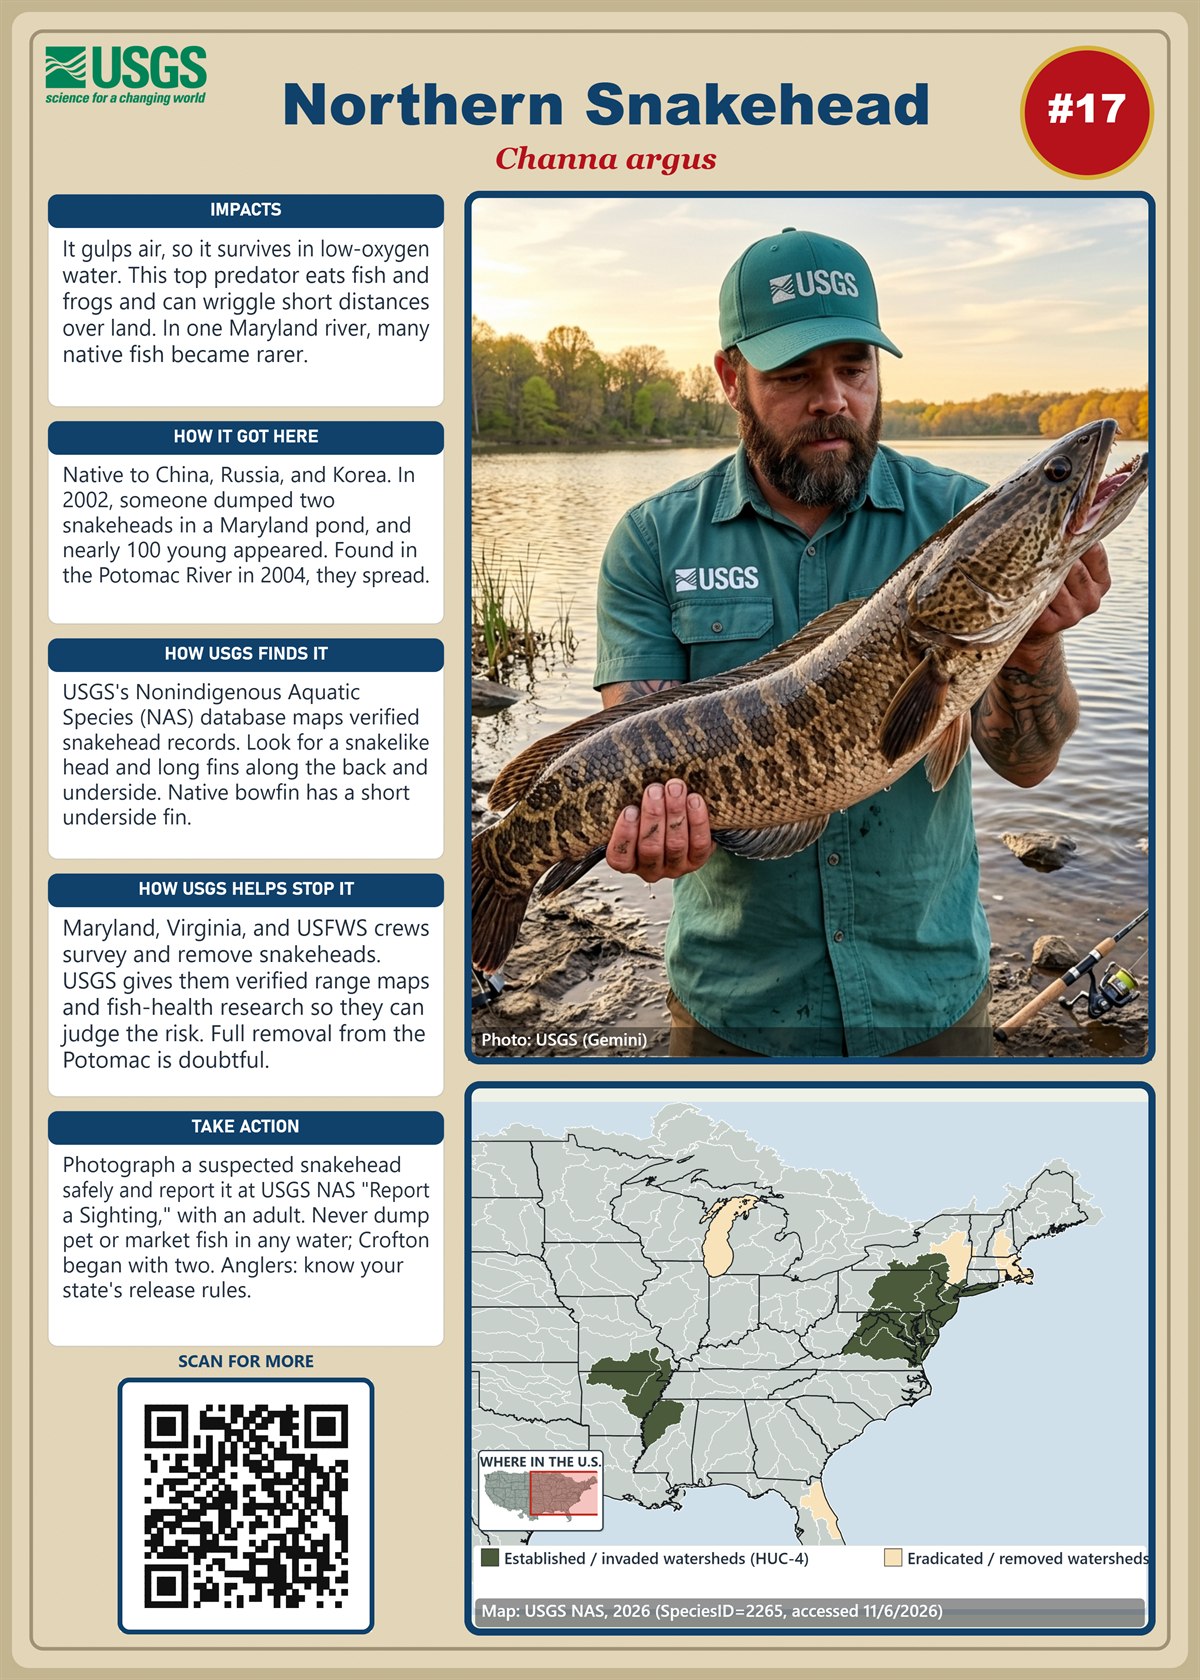 USGS
science for a changing world
Northern Snakehead
Channa argus
#17
IMPACTS
It gulps air, so it survives in low-oxygen
water. This top predator eats fish and
frogs and can wriggle short distances
over land. In one Maryland river, many
native fish became rarer.
HOW IT GOT HERE
Native to China, Russia, and Korea. In
2002, someone dumped two
snakeheads in a Maryland pond, and
nearly 100 young appeared. Found in
the Potomac River in 2004, they spread.
HOW USGS FINDS IT
USGS's Nonindigenous Aquatic
Species (NAS) database maps verified
snakehead records. Look for a snakelike
head and long fins along the back and
underside. Native bowfin has a short
underside fin.
HOW USGS HELPS STOP IT
Maryland, Virginia, and USFWS crews
survey and remove snakeheads.
USGS gives them verified range maps
and fish-health research so they can
judge the risk. Full removal from the
Potomac is doubtful.
TAKE ACTION
Photograph a suspected snakehead
safely and report it at USGS NAS "Report
a Sighting," with an adult. Never dump
pet or market fish in any water; Crofton
began with two. Anglers: know your
state's release rules.
SCAN FOR MORE
USGS
USGS
Photo: USGS (Gemini)
WHERE IN THE U.S.
Established / invaded watersheds (HUC-4)
Eradicated / removed watersheds
Map: USGS NAS, 2026 (SpeciesID=2265, accessed 11/6/2026)